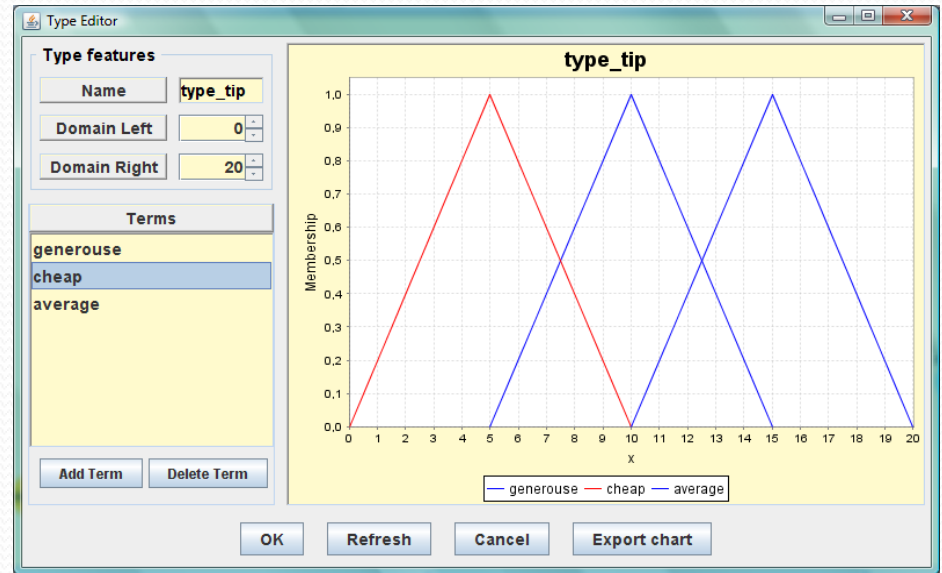 Type Editor
Type features
Name type_tip
Domain Left 0
Domain Right 20
Terms
generouse
cheap
average
Add Term Delete Term
type_tip
Membership
1,0
0,9
0,8
0,7
0,6
0,5
0,4
0,3
0,2
0,1
0,0
0 1 2 3 4 5 6 7 8 9 10 11 12 13 14 15 16 17 18 19 20
x
generouse cheap average
OK Refresh Cancel Export chart